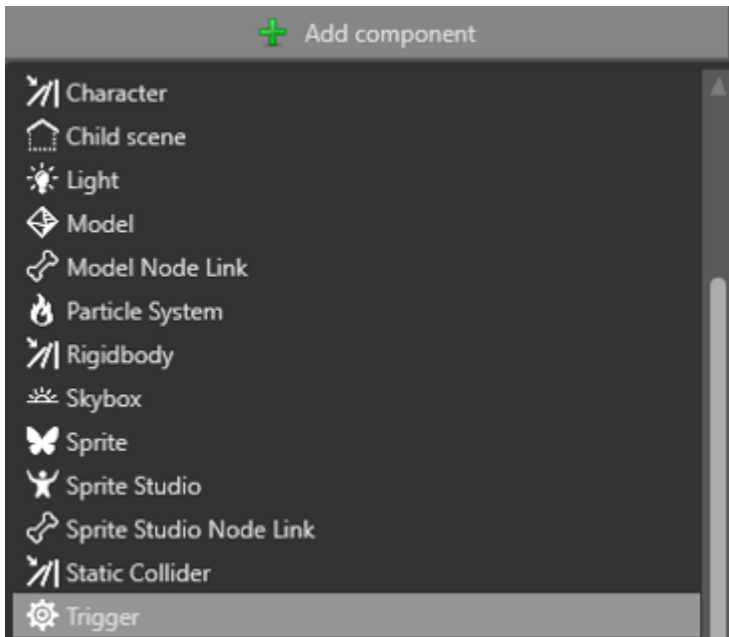 Add component
Character
Child scene
Light
Model
Model Node Link
Particle System
Rigidbody
Skybox
Sprite
Sprite Studio
Sprite Studio Node Link
Static Collider
Trigger